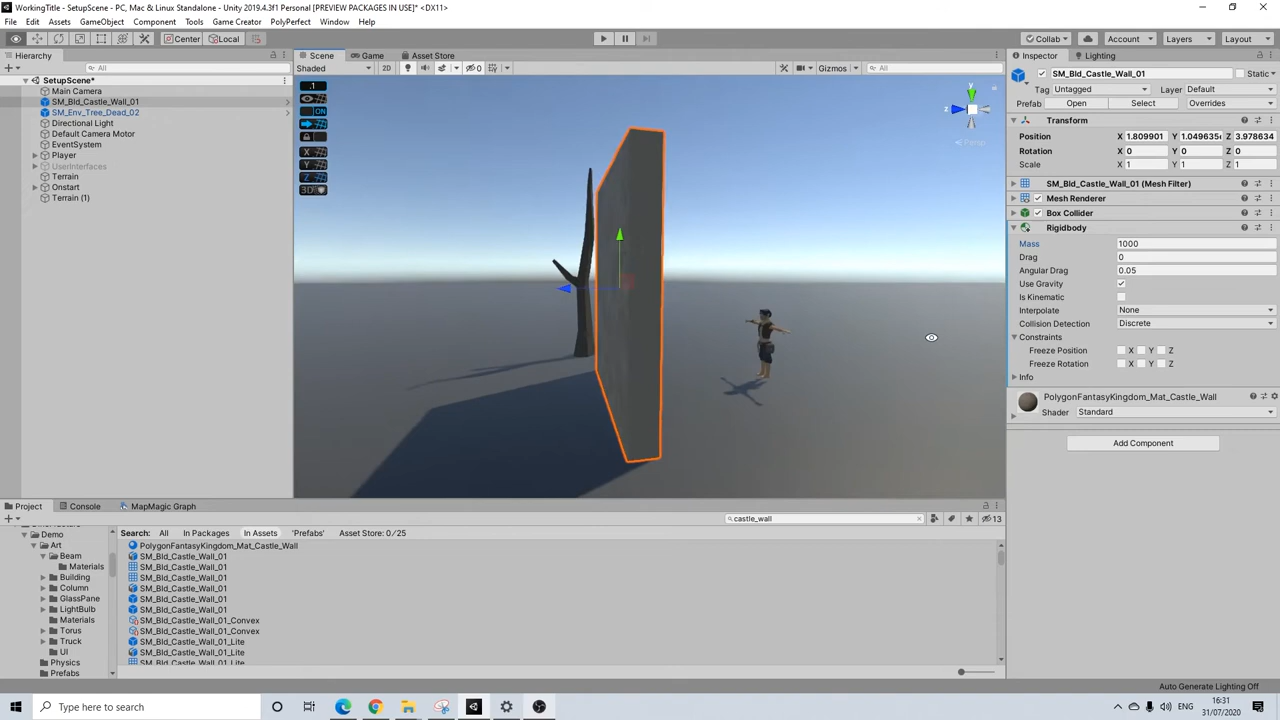 WorkingTitle - SetupScene - PC, Mac & Linux Standalone - Unity 2019.4.3f1 Personal [PREVIEW PACKAGES IN USE]* <DX11>
File Edit Assets GameObject Component Tools Game Creator PolyPerfect Window Help
Center Local Collab Account Layers Layout
Hierarchy
All
SetupScene*
Main Camera
SM_Bld_Castle_Wall_01
SM_Env_Tree_Dead_02
Directional Light
Default Camera Motor
EventSystem
Player
UserInterfaces
Terrain
Onstart
Terrain (1)
Scene Game Asset Store
Shaded 2D 0 Gizmos All
.1
ON
X
Y
Z
3D
y
z
Persp
Inspector Lighting
SM_Bld_Castle_Wall_01 Static
Tag Untagged Layer Default
Prefab Open Select Overrides
Transform
Position X 1.809901 Y 1.049635 Z 3.978634
Rotation X 0 Y 0 Z 0
Scale X 1 Y 1 Z 1
SM_Bld_Castle_Wall_01 (Mesh Filter)
Mesh Renderer
Box Collider
Rigidbody
Mass 1000
Drag 0
Angular Drag 0.05
Use Gravity
Is Kinematic
Interpolate None
Collision Detection Discrete
Constraints
Freeze Position X Y Z
Freeze Rotation X Y Z
Info
PolygonFantasyKingdom_Mat_Castle_Wall
Shader Standard
Add Component
Project Console MapMagic Graph
castle_wall 13
Search: All In Packages In Assets 'Prefabs' Asset Store: 0/25
Demo
Art
Beam
Materials
Building
Column
GlassPane
LightBulb
Materials
Torus
Truck
UI
Physics
Prefabs
PolygonFantasyKingdom_Mat_Castle_Wall
SM_Bld_Castle_Wall_01
SM_Bld_Castle_Wall_01
SM_Bld_Castle_Wall_01
SM_Bld_Castle_Wall_01
SM_Bld_Castle_Wall_01
SM_Bld_Castle_Wall_01
SM_Bld_Castle_Wall_01_Convex
SM_Bld_Castle_Wall_01_Convex
SM_Bld_Castle_Wall_01_Lite
SM_Bld_Castle_Wall_01_Lite
SM_Bld_Castle_Wall_01_Lite
Auto Generate Lighting Off
Type here to search
ENG
16:31
31/07/2020